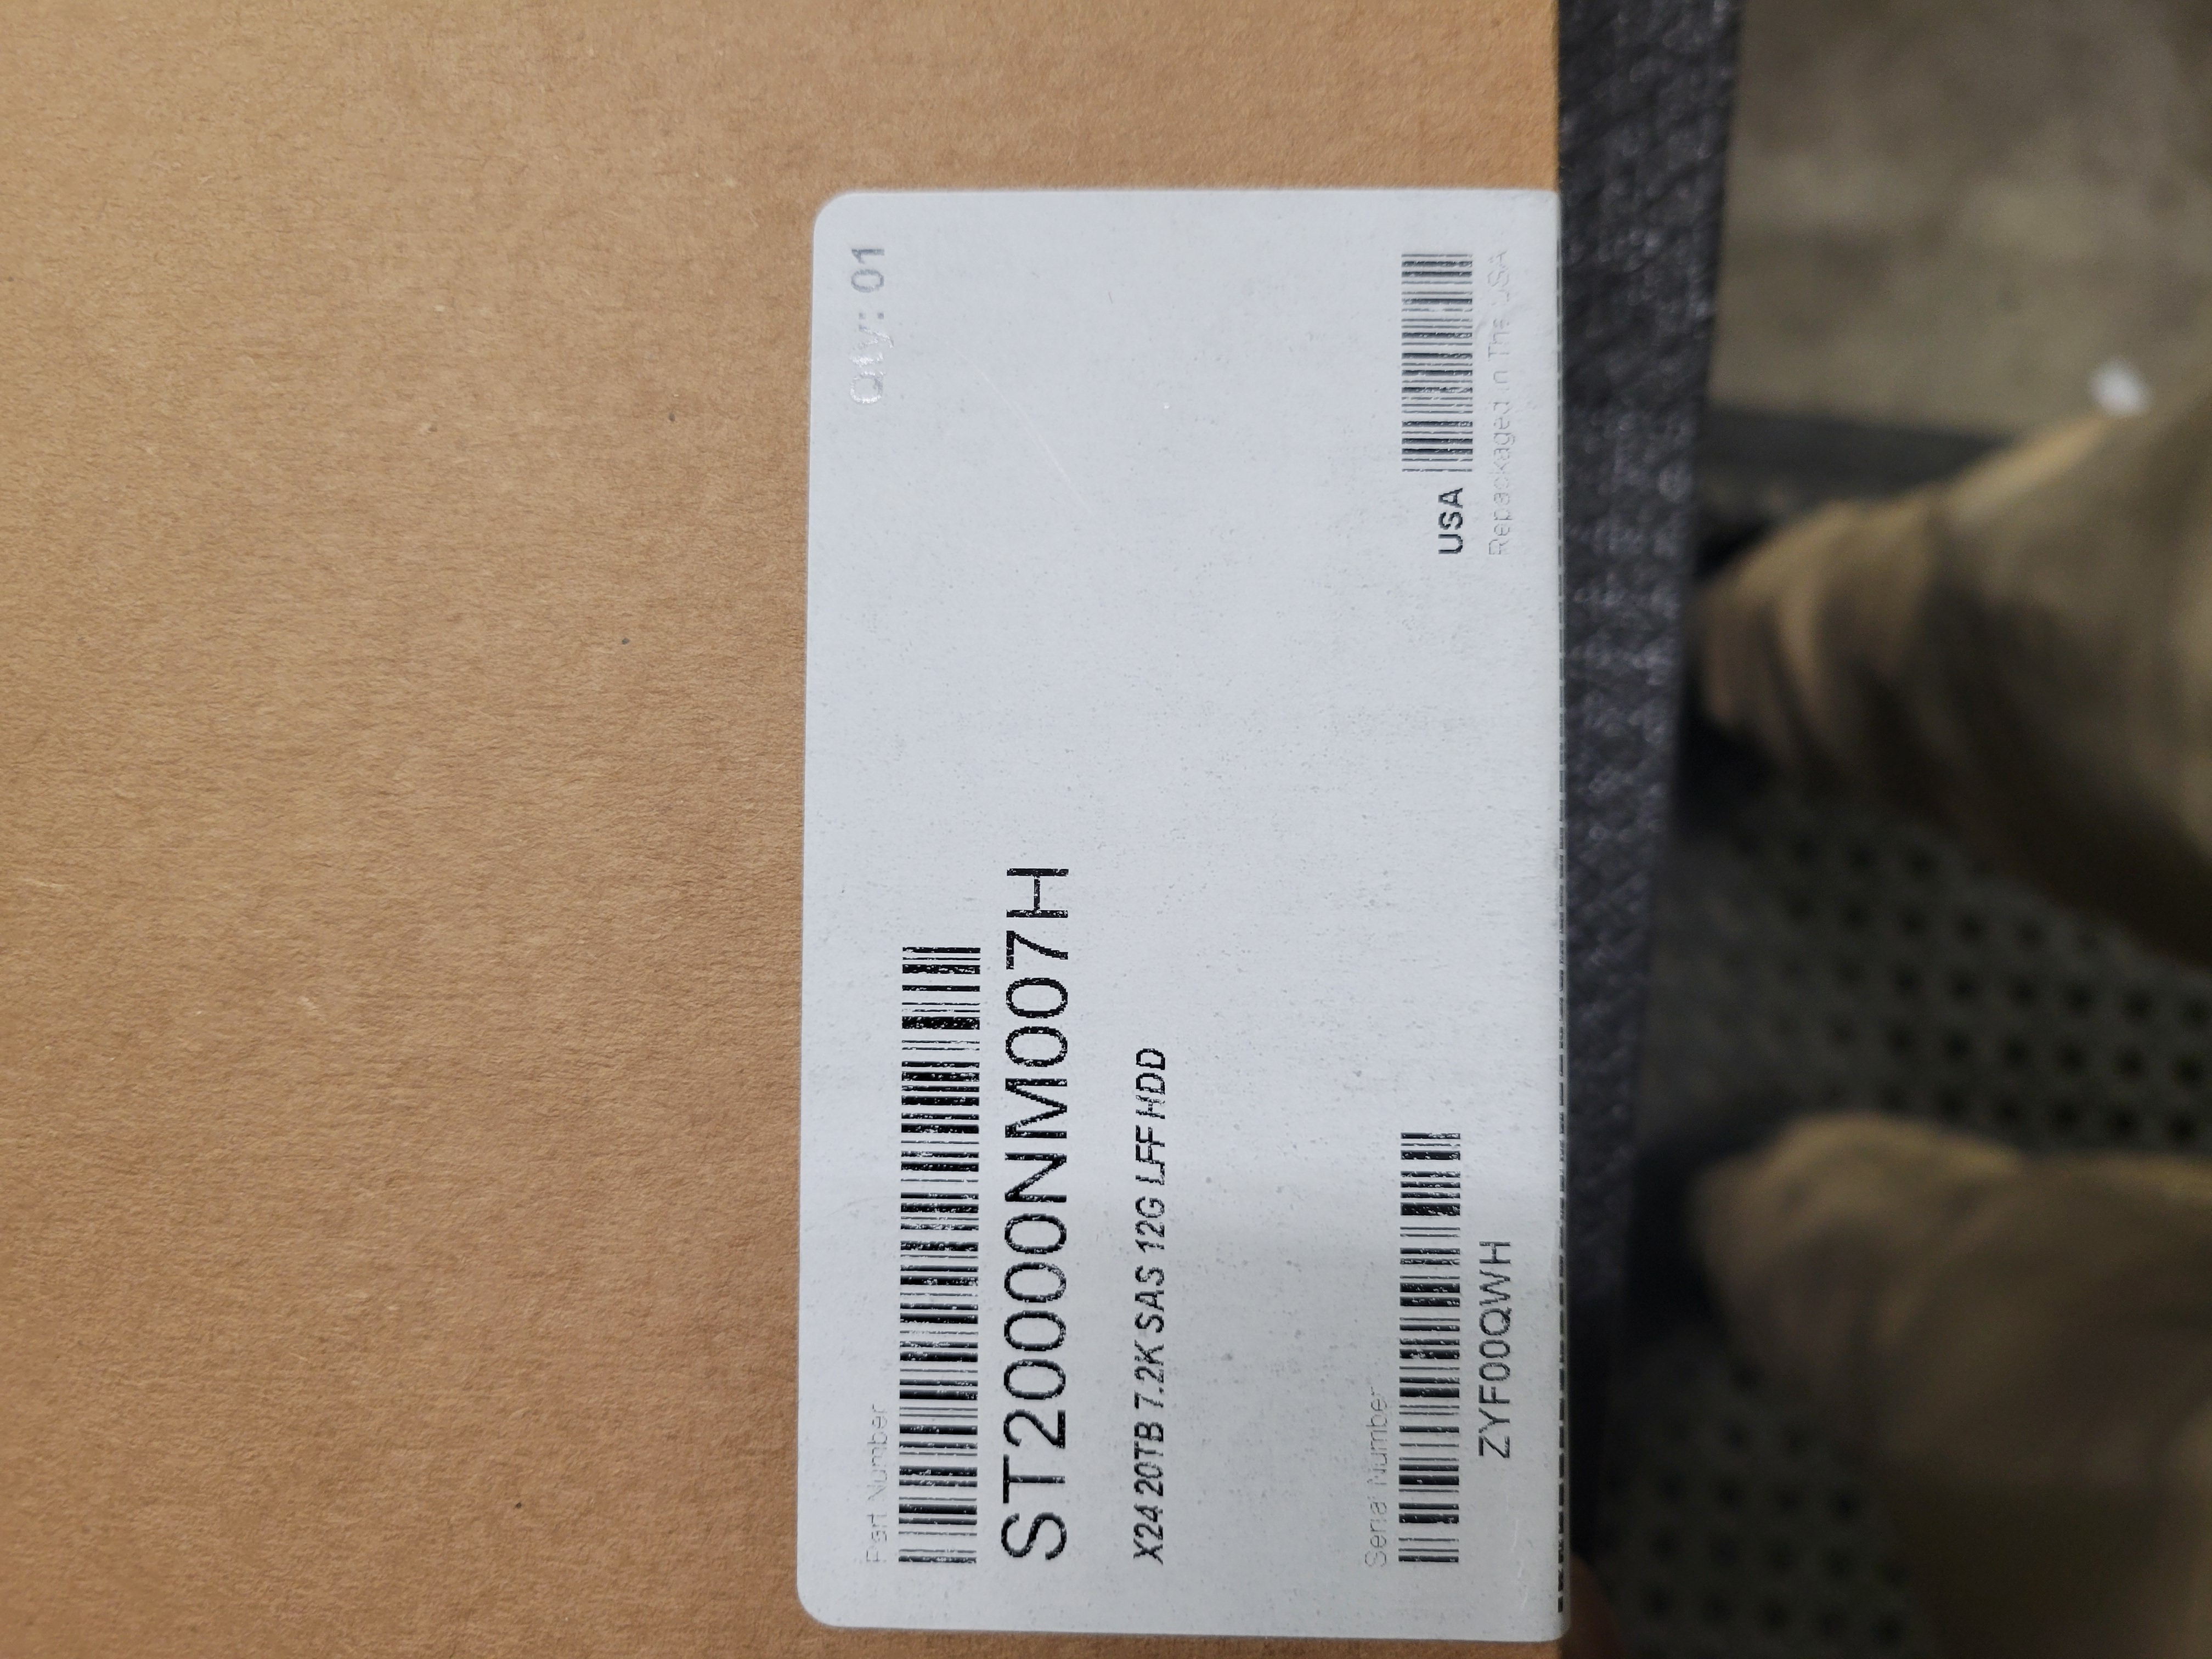 Part Number
Qty: 01
ST20000NM007H
X24 20TB 7.2K SAS 12G LFF HDD
Serial Number
ZYF00QWH
USA
Repackaged In The USA